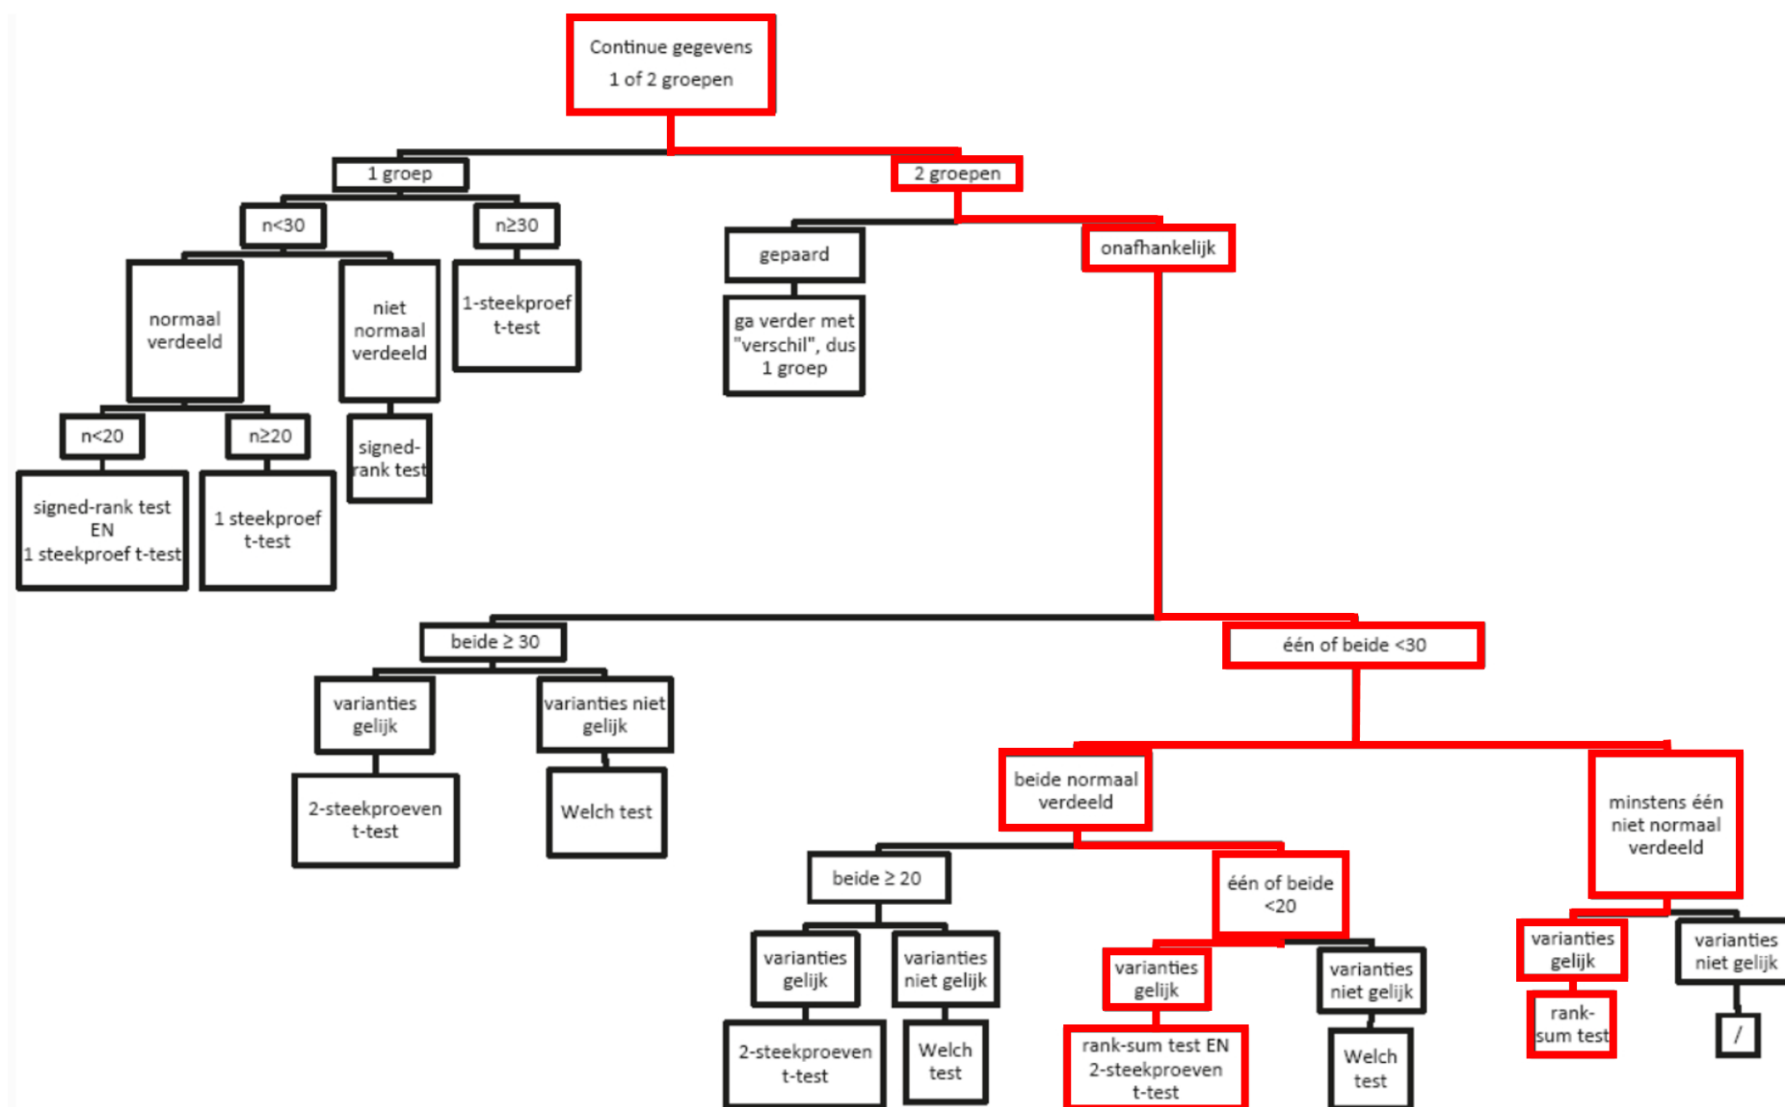 Continue gegevens
1 of 2 groepen
1 groep
2 groepen
n<30
n≥30
gepaard
onafhankelijk
normaal
verdeeld
niet
normaal
verdeeld
1-steekproef
t-test
ga verder met
"verschil", dus
1 groep
n<20
n≥20
signed-
rank test
signed-rank test
EN
1 steekproef t-test
1 steekproef
t-test
beide ≥ 30
één of beide <30
varianties
gelijk
varianties niet
gelijk
2-steekproeven
t-test
Welch test
beide normaal
verdeeld
minstens één
niet normaal
verdeeld
beide ≥ 20
één of beide
<20
varianties
gelijk
varianties
niet gelijk
varianties
gelijk
varianties
niet gelijk
varianties
gelijk
varianties
niet gelijk
2-steekproeven
t-test
Welch
test
rank-sum test EN
2-steekproeven
t-test
Welch
test
rank-
sum test
/